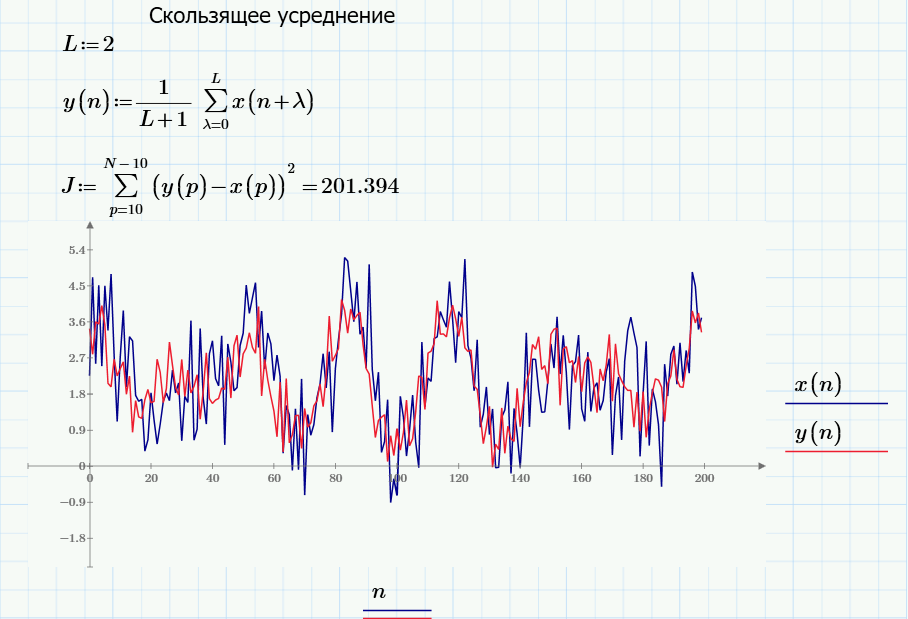 Скользящее усреднение
L:=2
y(n):=1/(L+1) ∑_{λ=0}^{L} x(n+λ)
J:= ∑_{p=10}^{N−10} (y(p)−x(p))^2 =201.394
5.4
4.5
3.6
2.7
1.8
0.9
0
−0.9
−1.8
0 20 40 60 80 100 120 140 160 180 200
x(n)
y(n)
n